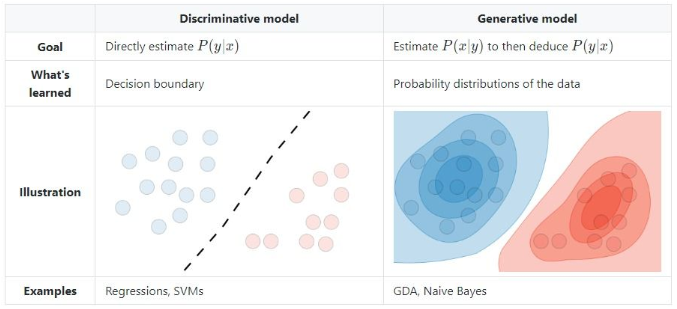 Discriminative model Generative model
Goal Directly estimate P(y|x) Estimate P(x|y) to then deduce P(y|x)
What's
learned Decision boundary Probability distributions of the data
Illustration
Examples Regressions, SVMs GDA, Naive Bayes